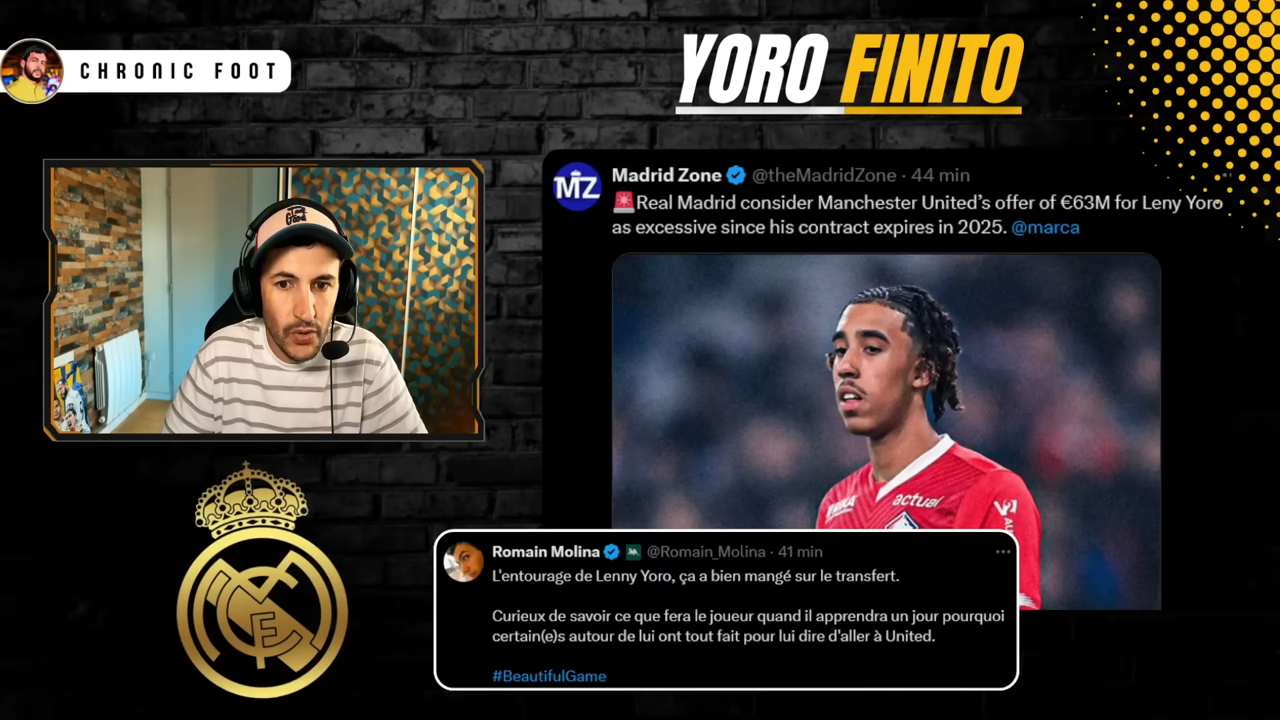 CHRONIC FOOT
YORO FINITO
MZ
Madrid Zone @theMadridZone · 44 min
🚨Real Madrid consider Manchester United’s offer of €63M for Leny Yoro
as excessive since his contract expires in 2025. @marca
actual
Romain Molina @Romain_Molina · 41 min
L'entourage de Lenny Yoro, ça a bien mangé sur le transfert.
Curieux de savoir ce que fera le joueur quand il apprendra un jour pourquoi
certain(e)s autour de lui ont tout fait pour lui dire d'aller à United.
#BeautifulGame